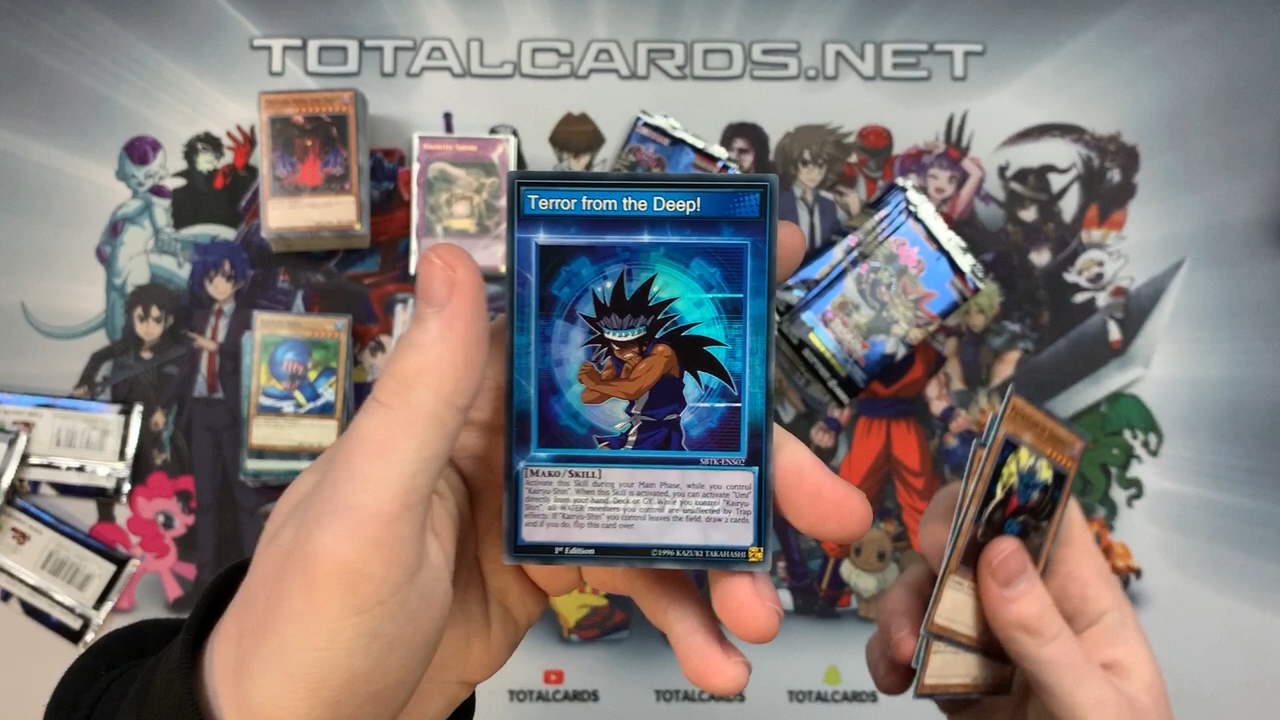 TOTALCARDS.NET
Terror from the Deep!
SBTK-ENS02
[MAKO/SKILL]
Activate this Skill during your Main Phase, while you control
"Kairyu-Shin". When this Skill is activated, you can activate "Umi"
directly from your hand, Deck or GY. While you control "Kairyu-
Shin", all WATER monsters you control are unaffected by Trap
effects. If "Kairyu-Shin" you control leaves the field, draw 2 cards,
and if you do, flip this card over.
1st Edition
©1996 KAZUKI TAKAHASHI
TOTALCARDS
TOTALCARDS
TOTALCARDS